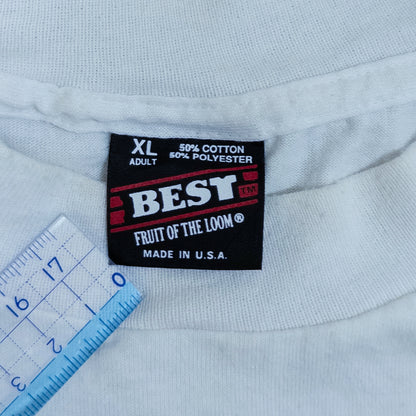 XL
ADULT
50% COTTON
50% POLYESTER
BEST
FRUIT OF THE LOOM®
MADE IN U.S.A.
17
16
0
1
2
3